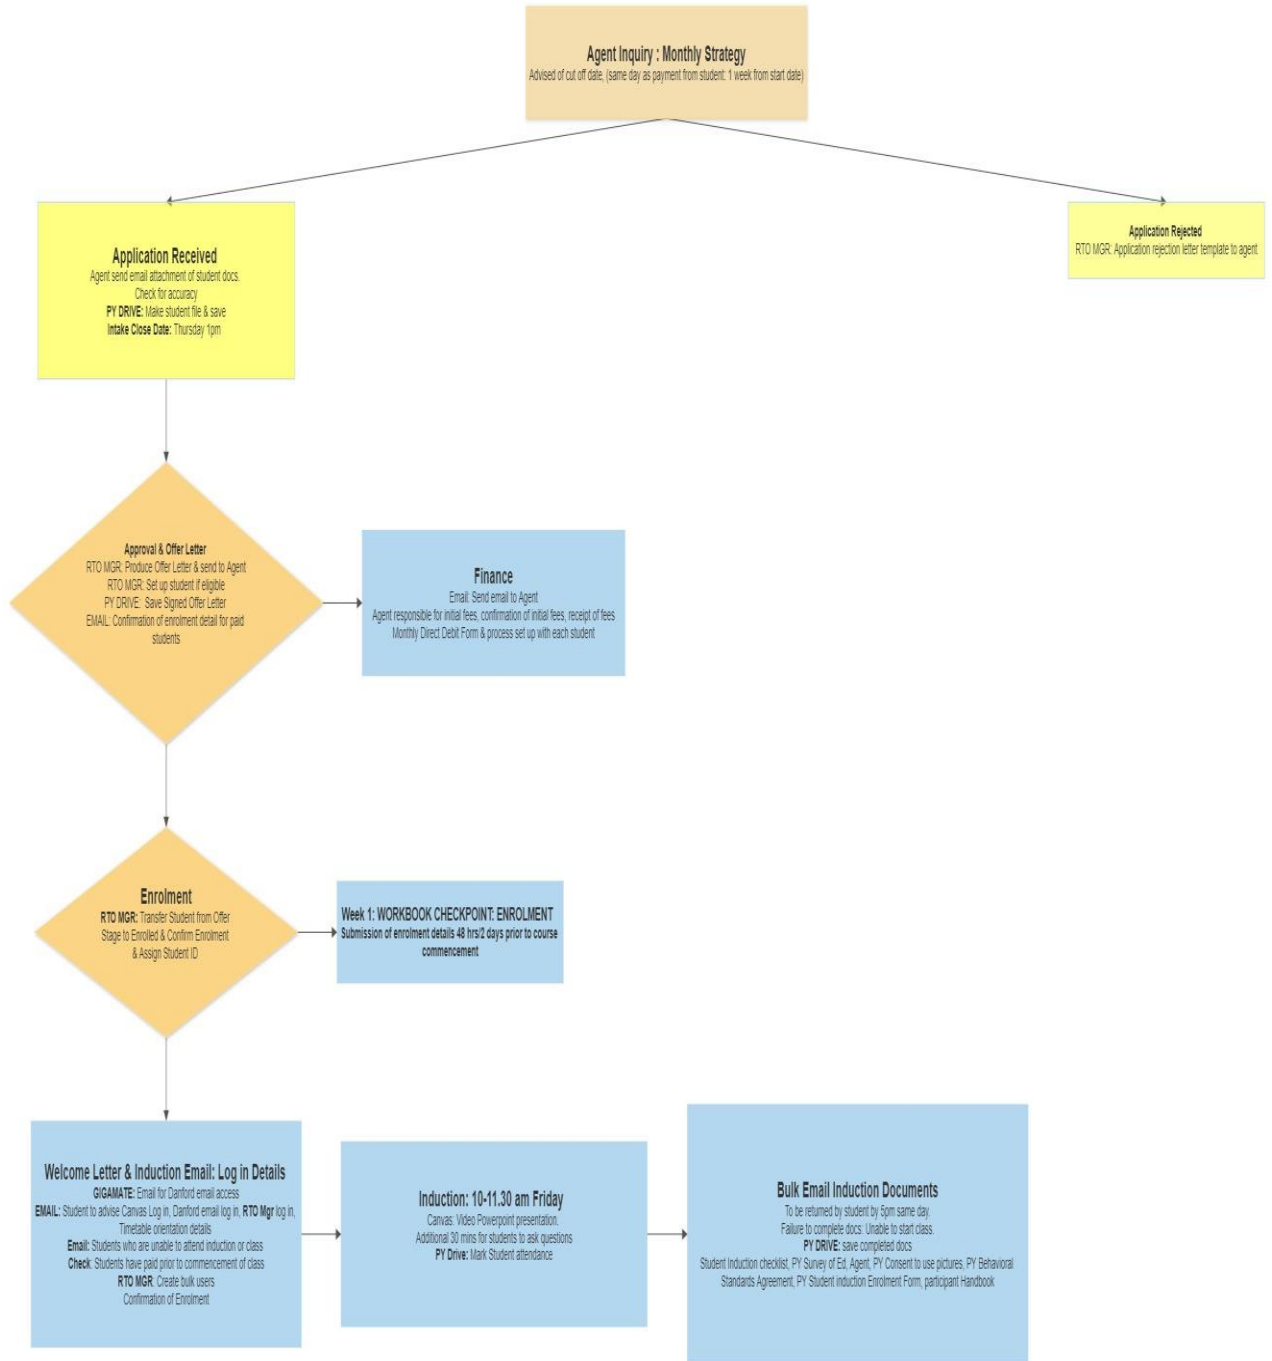 Agent Inquiry : Monthly Strategy
Advised of cut off date, (same day as payment from student: 1 week from start date)
Application Received
Agent send email attachment of student docs.
Check for accuracy
PY DRIVE: Make student file & save
Intake Close Date: Thursday 1pm
Application Rejected
RTO MGR: Application rejection letter template to agent
Approval & Offer Letter
RTO MGR: Produce Offer Letter & send to Agent
RTO MGR: Set up student if eligible
PY DRIVE: Save Signed Offer Letter
EMAIL: Confirmation of enrolment detail for paid
students
Finance
Email: Send email to Agent
Agent responsible for initial fees, confirmation of initial fees, receipt of fees
Monthly Direct Debit Form & process set up with each student
Enrolment
RTO MGR: Transfer Student from Offer
Stage to Enrolled & Confirm Enrolment
& Assign Student ID
Week 1: WORKBOOK CHECKPOINT: ENROLMENT
Submission of enrolment details 48 hrs/2 days prior to course
commencement
Welcome Letter & Induction Email: Log in Details
GIGAMATE: Email for Danford email access
EMAIL: Student to advise Canvas Log in, Danford email log in, RTO Mgr log in,
Timetable orientation details
Email: Students who are unable to attend induction or class
Check: Students have paid prior to commencement of class
RTO MGR: Create bulk users
Confirmation of Enrolment
Induction: 10-11.30 am Friday
Canvas: Video Powerpoint presentation.
Additional 30 mins for students to ask questions
PY Drive: Mark Student attendance
Bulk Email Induction Documents
To be returned by student by 5pm same day.
Failure to complete docs: Unable to start class.
PY DRIVE: save completed docs
Student Induction checklist, PY Survey of Ed, Agent, PY Consent to use pictures, PY Behavioral
Standards Agreement, PY Student induction Enrolment Form, participant Handbook